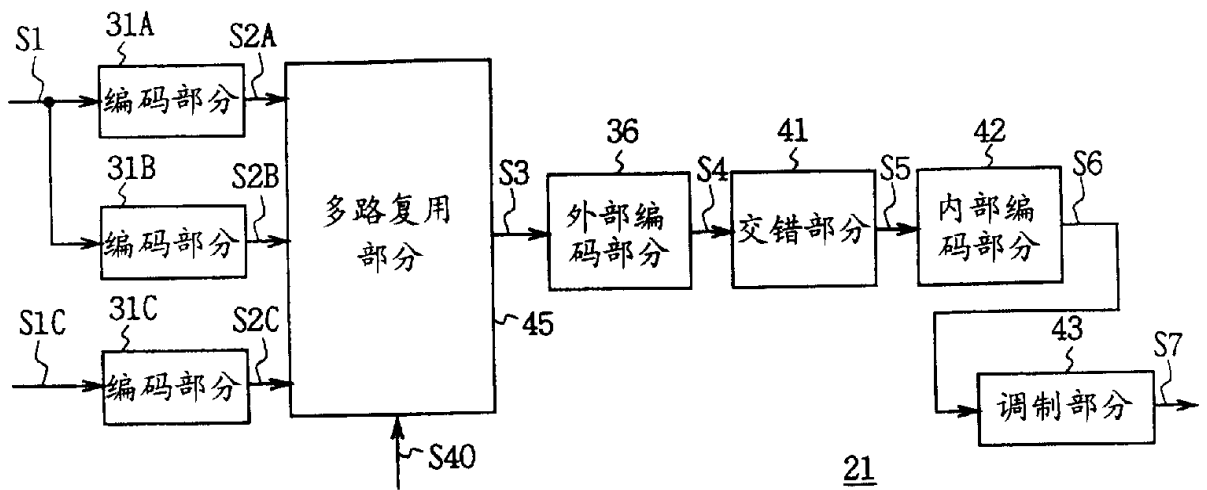 S1
31A
S2A
编码部分
31B
S2B
编码部分
S1C
31C
S2C
编码部分
多路复用
部分
45
S40
S3
36
外部编
码部分
S4
41
交错部分
S5
42
内部编
码部分
S6
43
调制部分
S7
21